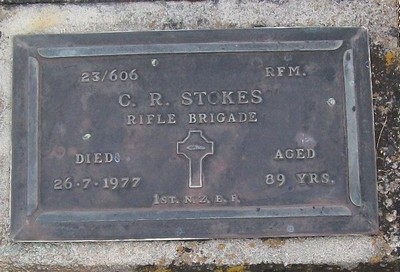 23/606 RFM.
C. R. STOKES
RIFLE BRIGADE
DIED AGED
26·7·1977 89 YRS.
1ST. N.Z.E.F.